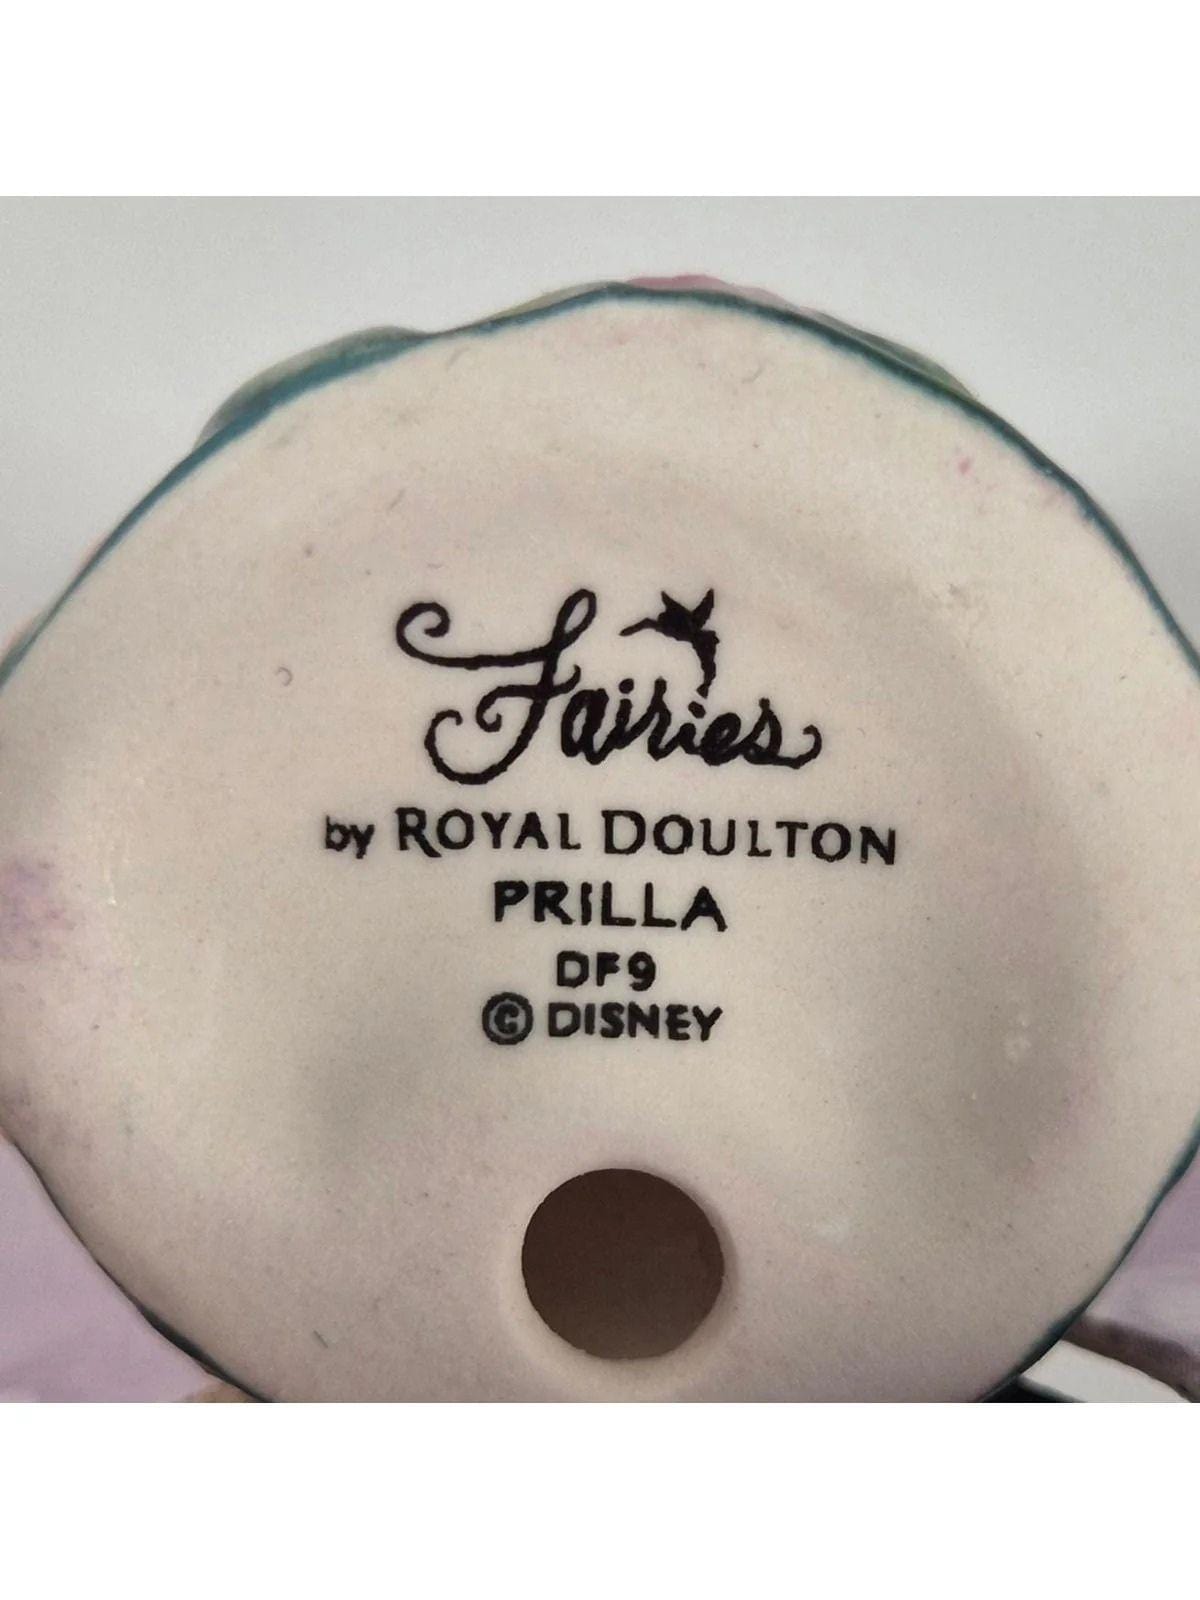 Fairies
by ROYAL DOULTON
PRILLA
DF9
© DISNEY